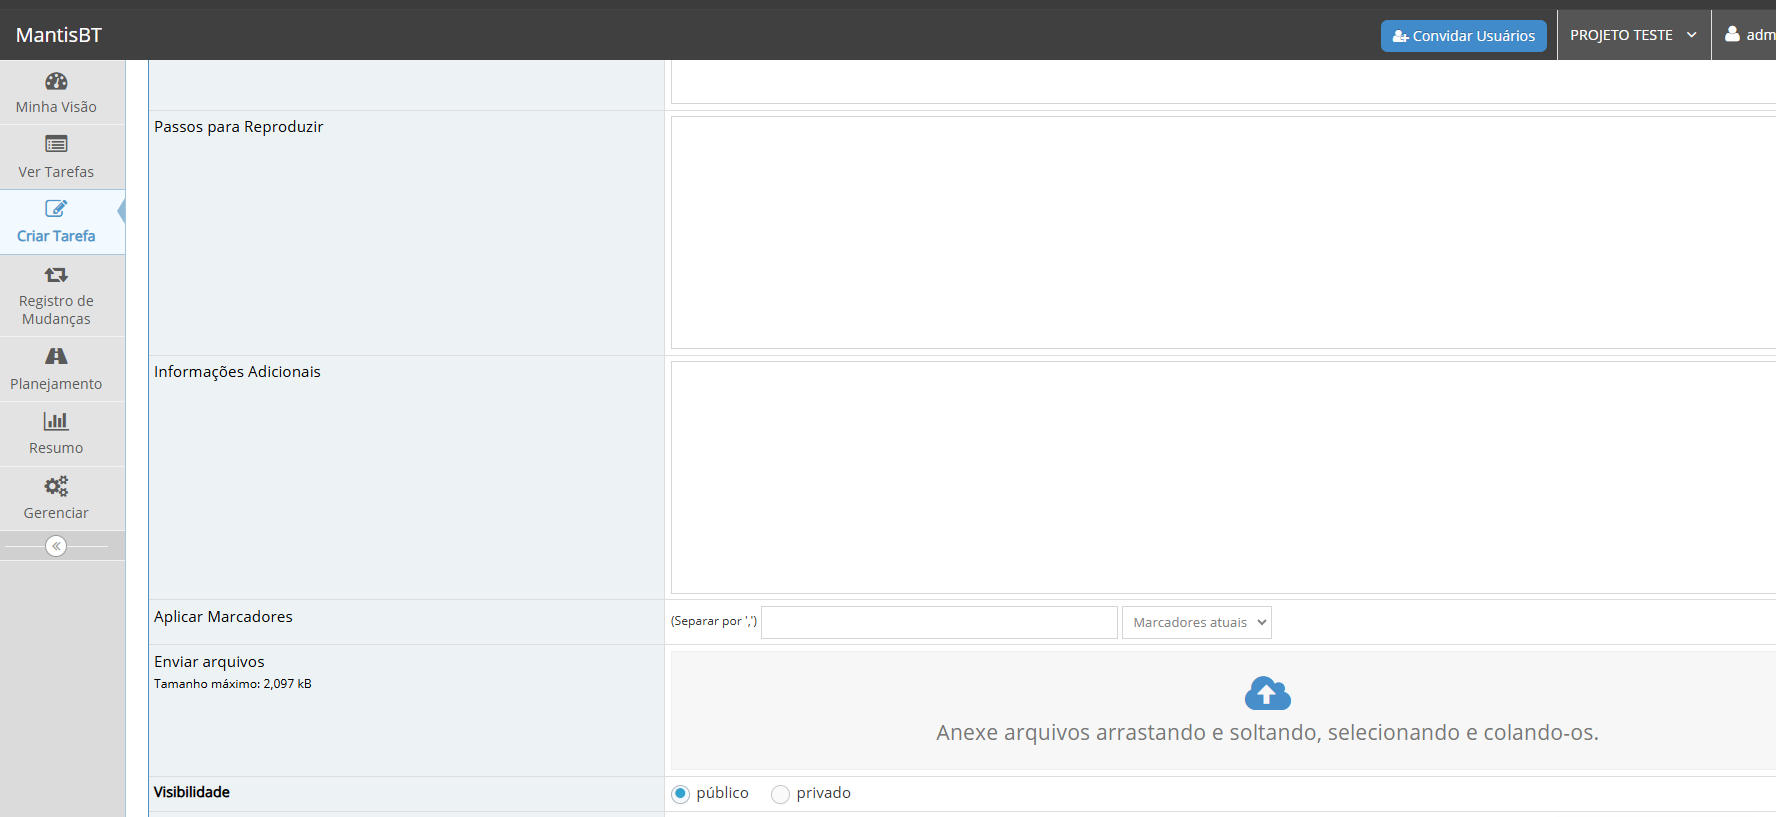 MantisBT
Convidar Usuários
PROJETO TESTE
adm
Minha Visão
Ver Tarefas
Criar Tarefa
Registro de
Mudanças
Planejamento
Resumo
Gerenciar
Passos para Reproduzir
Informações Adicionais
Aplicar Marcadores
(Separar por ',')
Marcadores atuais
Enviar arquivos
Tamanho máximo: 2,097 kB
Anexe arquivos arrastando e soltando, selecionando e colando-os.
Visibilidade
público
privado